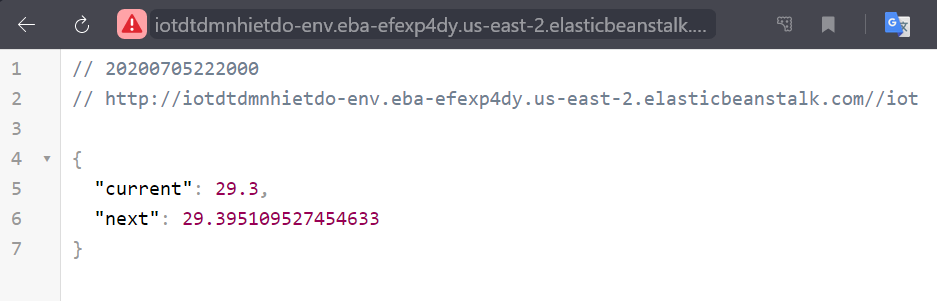 iotdtdmnhietdo-env.eba-efexp4dy.us-east-2.elasticbeanstalk....
1 // 20200705222000
2 // http://iotdtdmnhietdo-env.eba-efexp4dy.us-east-2.elasticbeanstalk.com//iot
3
4 {
5 "current": 29.3,
6 "next": 29.395109527454633
7 }